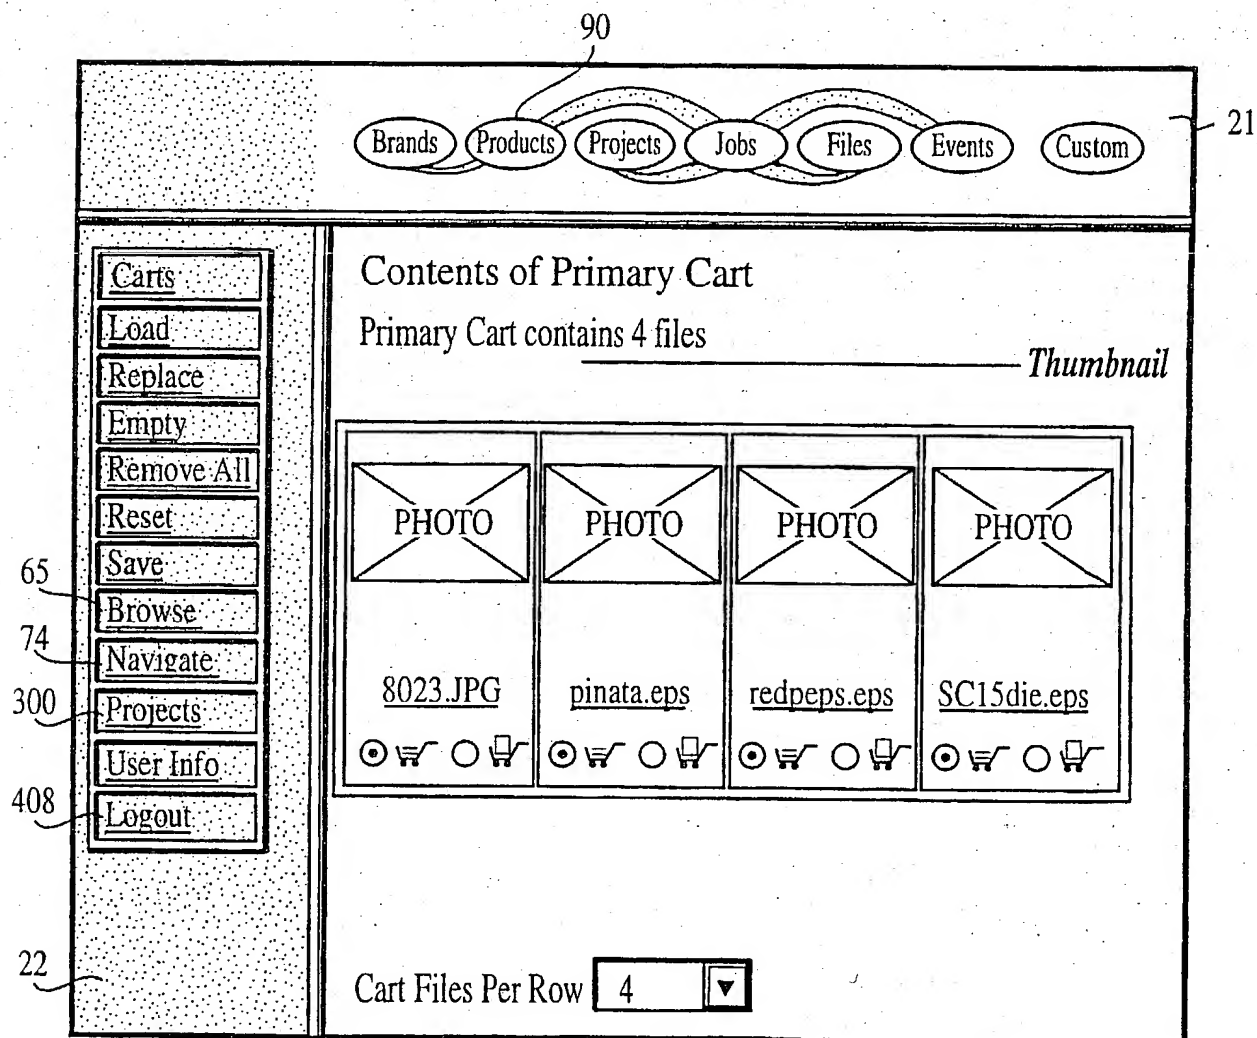 90
Brands Products Projects Jobs Files Events Custom
21
Carts
Load
Replace
Empty
Remove All
Reset
Save
65
Browse
74
Navigate
300
Projects
User Info
408
Logout
22
Contents of Primary Cart
Primary Cart contains 4 files
Thumbnail
PHOTO PHOTO PHOTO PHOTO
8023.JPG pinata.eps redpeps.eps SC15die.eps
Cart Files Per Row 4